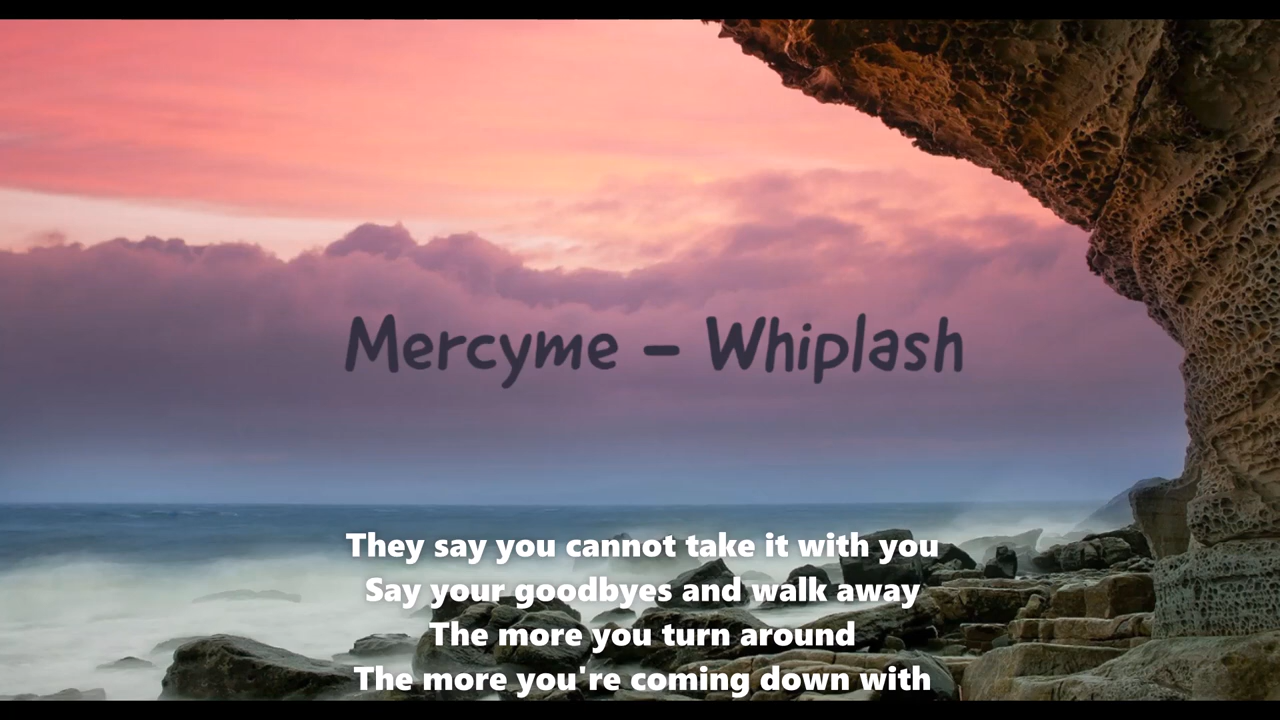 Mercyme - Whiplash
They say you cannot take it with you
Say your goodbyes and walk away
The more you turn around
The more you're coming down with